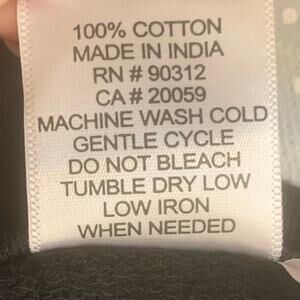 100% COTTON
MADE IN INDIA
RN # 90312
CA # 20059
MACHINE WASH COLD
GENTLE CYCLE
DO NOT BLEACH
TUMBLE DRY LOW
LOW IRON
WHEN NEEDED